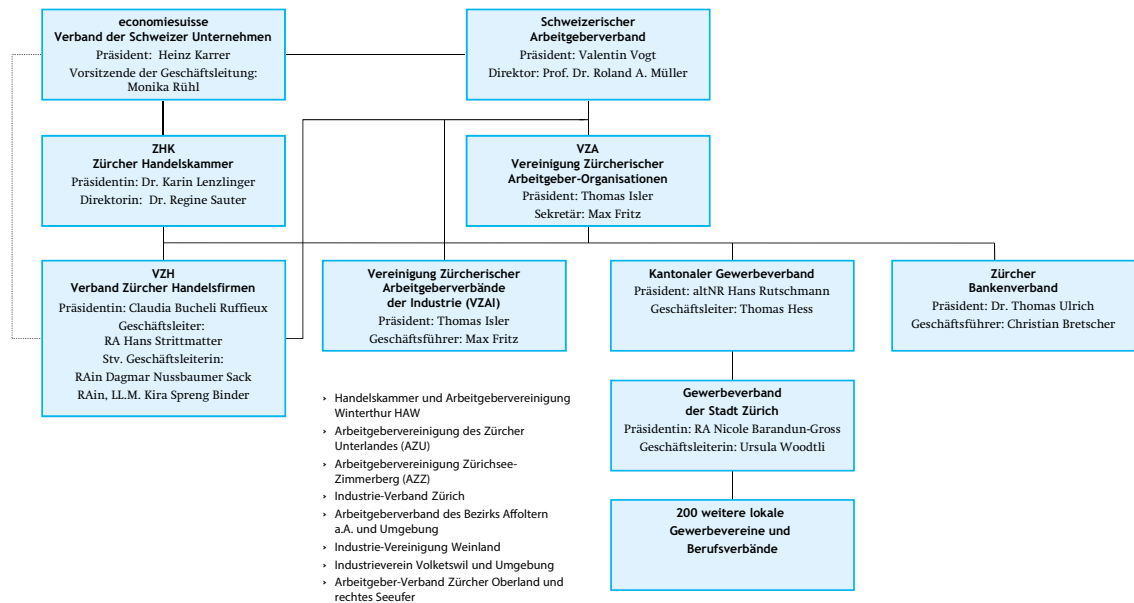 economiesuisse
Verband der Schweizer Unternehmen
Präsident: Heinz Karrer
Vorsitzende der Geschäftsleitung:
Monika Rühl
Schweizerischer
Arbeitgeberverband
Präsident: Valentin Vogt
Direktor: Prof. Dr. Roland A. Müller
ZHK
Zürcher Handelskammer
Präsidentin: Dr. Karin Lenzlinger
Direktorin: Dr. Regine Sauter
VZA
Vereinigung Zürcherischer
Arbeitgeber-Organisationen
Präsident: Thomas Isler
Sekretär: Max Fritz
VZH
Verband Zürcher Handelsfirmen
Präsidentin: Claudia Bucheli Ruffieux
Geschäftsleiter:
RA Hans Strittmatter
Stv. Geschäftsleiterin:
RAin Dagmar Nussbaumer Sack
RAin, LL.M. Kira Spreng Binder
Vereinigung Zürcherischer
Arbeitgeberverbände
der Industrie (VZAI)
Präsident: Thomas Isler
Geschäftsführer: Max Fritz
Kantonaler Gewerbeverband
Präsident: altNR Hans Rutschmann
Geschäftsleiter: Thomas Hess
Zürcher
Bankenverband
Präsident: Dr. Thomas Ulrich
Geschäftsführer: Christian Bretscher
› Handelskammer und Arbeitgebervereinigung
Winterthur HAW
› Arbeitgebervereinigung des Zürcher
Unterlandes (AZU)
› Arbeitgebervereinigung Zürichsee-
Zimmerberg (AZZ)
› Industrie-Verband Zürich
› Arbeitgeberverband des Bezirks Affoltern
a.A. und Umgebung
› Industrie-Vereinigung Weinland
› Industrieverein Volketswil und Umgebung
› Arbeitgeber-Verband Zürcher Oberland und
rechtes Seeufer
Gewerbeverband
der Stadt Zürich
Präsidentin: RA Nicole Barandun-Gross
Geschäftsleiterin: Ursula Woodtli
200 weitere lokale
Gewerbevereine und
Berufsverbände